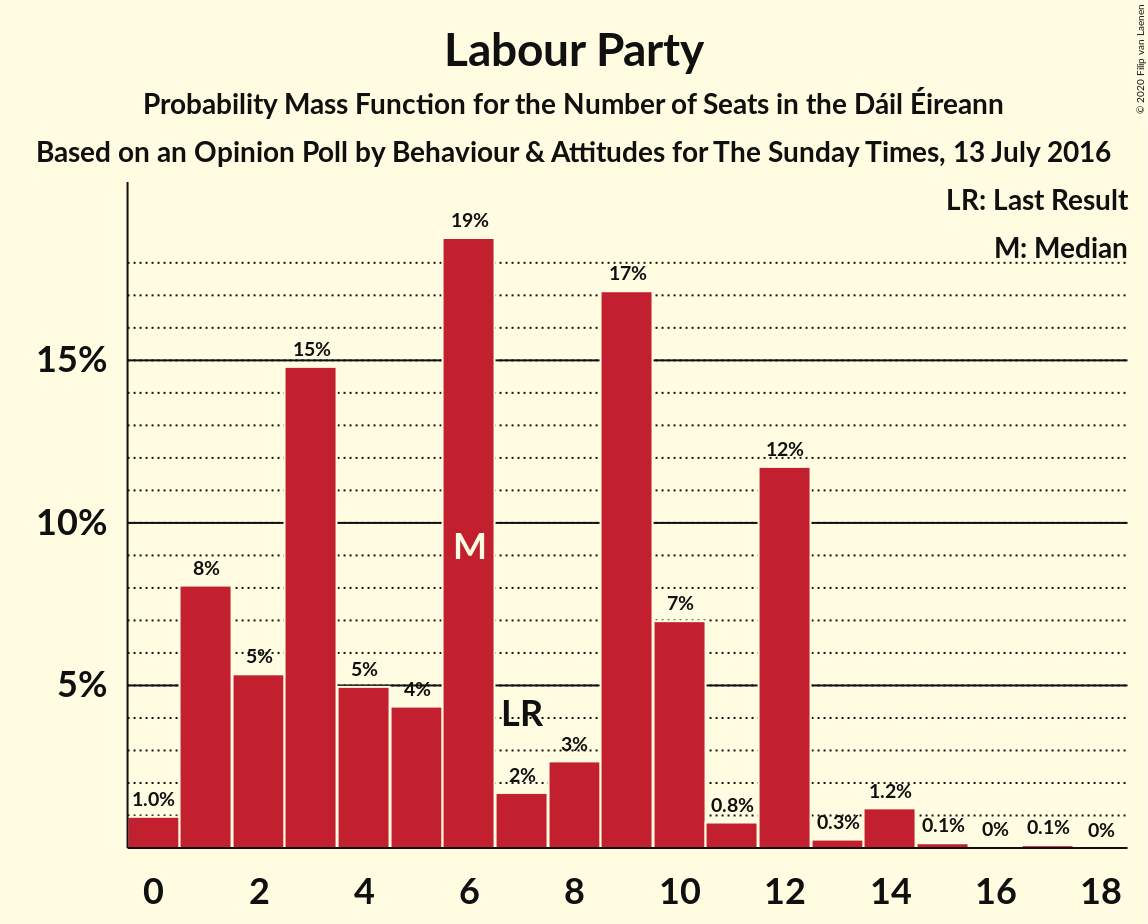 Labour Party
Probability Mass Function for the Number of Seats in the Dáil Éireann
Based on an Opinion Poll by Behaviour & Attitudes for The Sunday Times, 13 July 2016
© 2020 Filip van Laenen
LR: Last Result
M: Median
19%
17%
15%
15%
12%
10%
8%
7%
5%
5%
5%
4%
M
LR
3%
2%
1.0%
0.8%
0.3%
1.2%
0.1%
0%
0.1%
0%
0 2 4 6 8 10 12 14 16 18